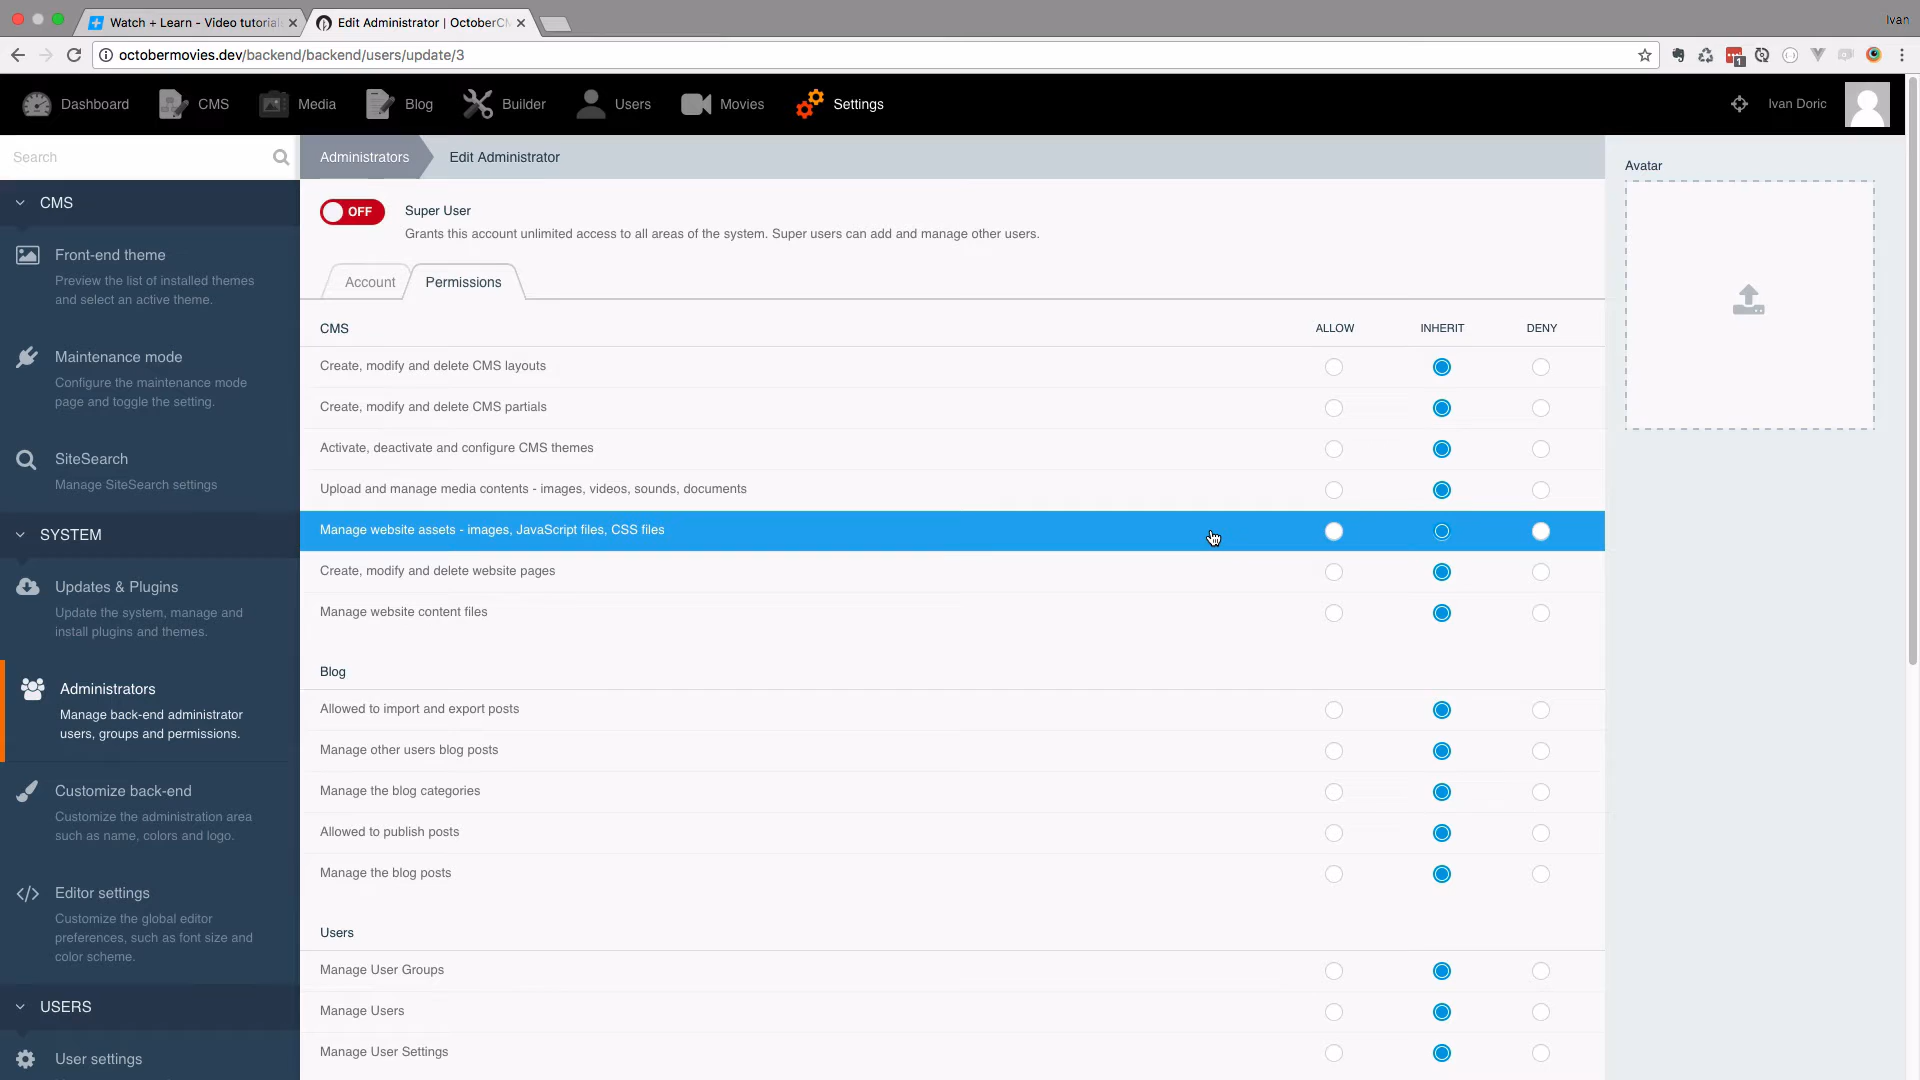 Watch + Learn - Video tutorial
Edit Administrator | OctoberCM
Ivan
octobermovies.dev/backend/backend/users/update/3
1
Dashboard
CMS
Media
Blog
Builder
Users
Movies
Settings
Ivan Doric
Search
CMS
Front-end theme
Preview the list of installed themes
and select an active theme.
Maintenance mode
Configure the maintenance mode
page and toggle the setting.
SiteSearch
Manage SiteSearch settings
SYSTEM
Updates & Plugins
Update the system, manage and
install plugins and themes.
Administrators
Manage back-end administrator
users, groups and permissions.
Customize back-end
Customize the administration area
such as name, colors and logo.
Editor settings
Customize the global editor
preferences, such as font size and
color scheme.
USERS
User settings
Administrators
Edit Administrator
OFF
Super User
Grants this account unlimited access to all areas of the system. Super users can add and manage other users.
Account
Permissions
CMS ALLOW INHERIT DENY
Create, modify and delete CMS layouts
Create, modify and delete CMS partials
Activate, deactivate and configure CMS themes
Upload and manage media contents - images, videos, sounds, documents
Manage website assets - images, JavaScript files, CSS files
Create, modify and delete website pages
Manage website content files
Blog
Allowed to import and export posts
Manage other users blog posts
Manage the blog categories
Allowed to publish posts
Manage the blog posts
Users
Manage User Groups
Manage Users
Manage User Settings
Avatar